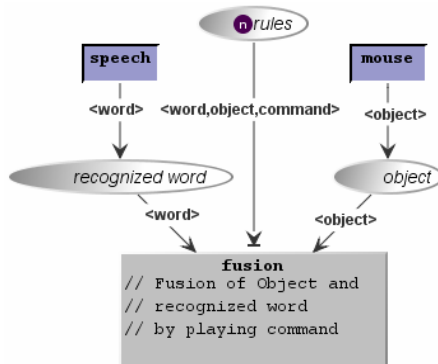 n rules
speech
mouse
<word>
<word,object,command>
<object>
recognized word
object
<word>
<object>
fusion
// Fusion of Object and
// recognized word
// by playing command